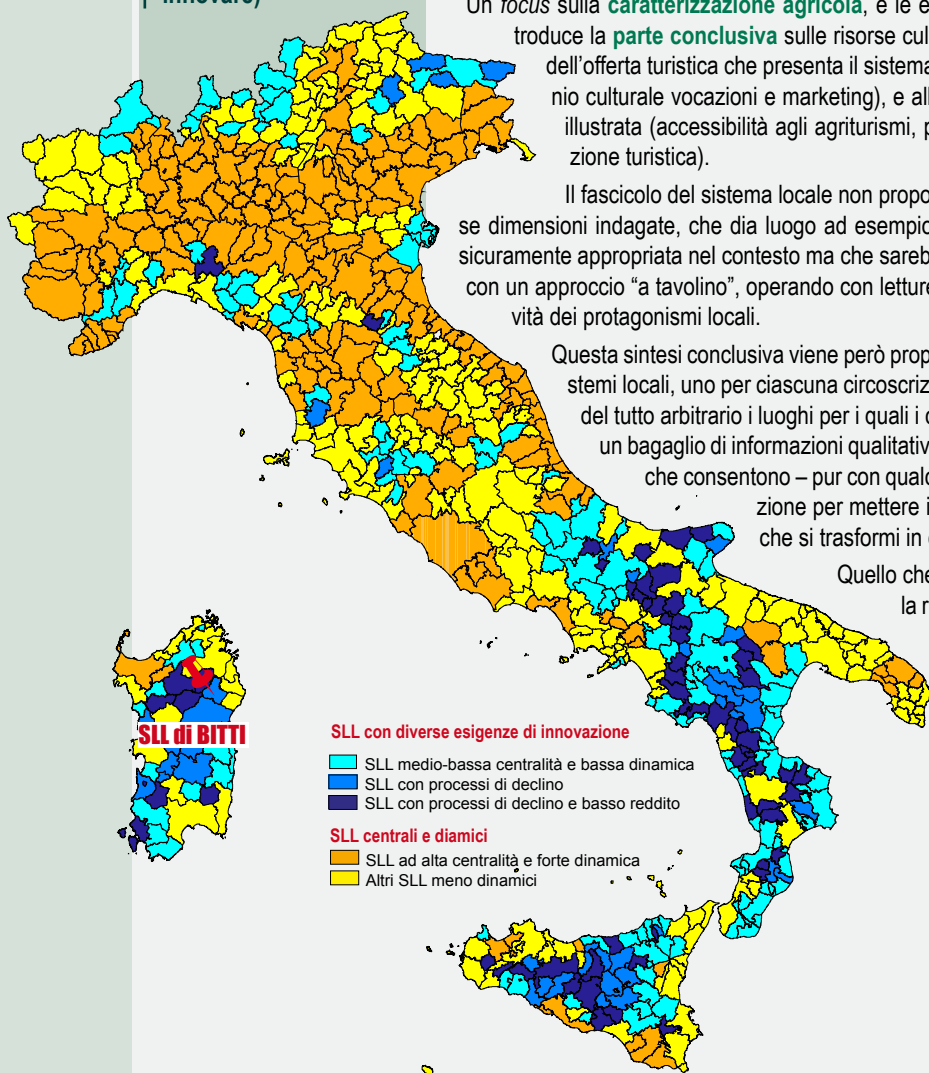 innovare)
Un focus sulla caratterizzazione agricola, e le e
troduce la parte conclusiva sulle risorse cul
dell'offerta turistica che presenta il sistema
nio culturale vocazioni e marketing), e all
illustrata (accessibilità agli agriturismi, p
zione turistica).
Il fascicolo del sistema locale non propo
se dimensioni indagate, che dia luogo ad esempio
sicuramente appropriata nel contesto ma che sareb
con un approccio “a tavolino”, operando con letture
vità dei protagonismi locali.
Questa sintesi conclusiva viene però prop
stemi locali, uno per ciascuna circoscriz
del tutto arbitrario i luoghi per i quali i
un bagaglio di informazioni qualitativ
che consentono – pur con qualc
zione per mettere i
che si trasformi in
Quello che
la r
SLL di BITTI
SLL con diverse esigenze di innovazione
SLL medio-bassa centralità e bassa dinamica
SLL con processi di declino
SLL con processi di declino e basso reddito
SLL centrali e diamici
SLL ad alta centralità e forte dinamica
Altri SLL meno dinamici